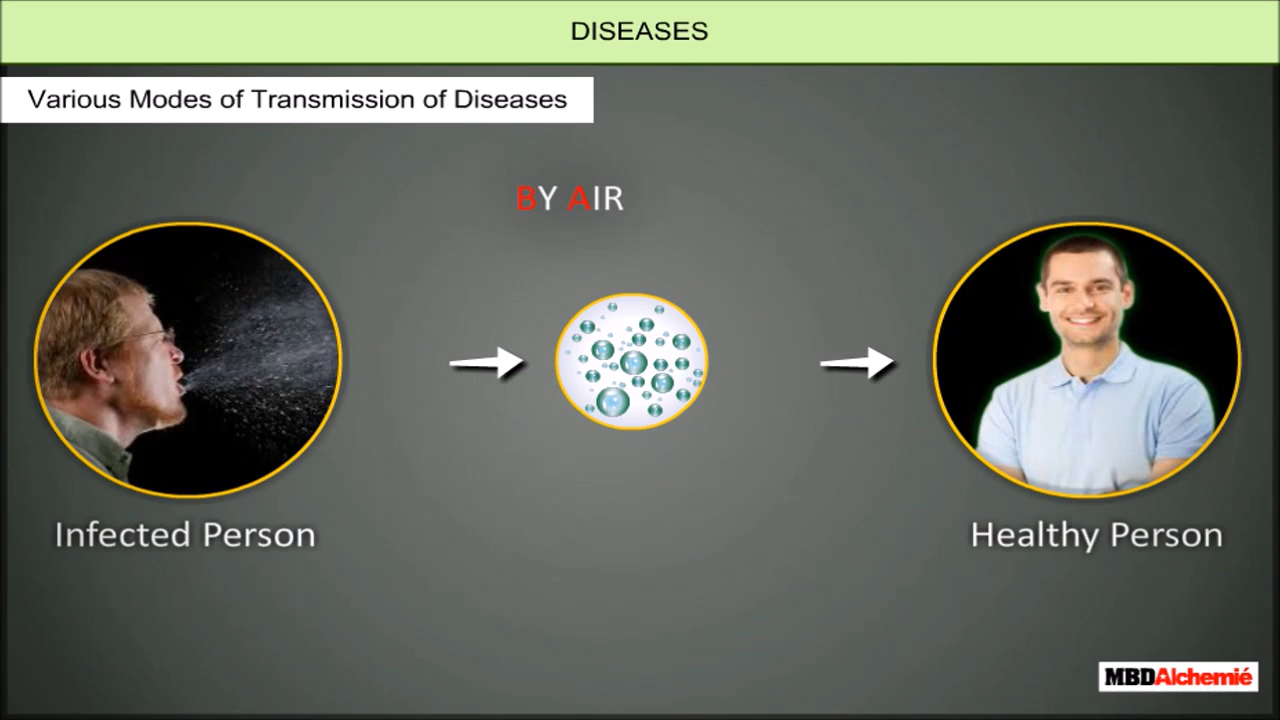 DISEASES
Various Modes of Transmission of Diseases
BY AIR
Infected Person
Healthy Person
MBDAlchemié